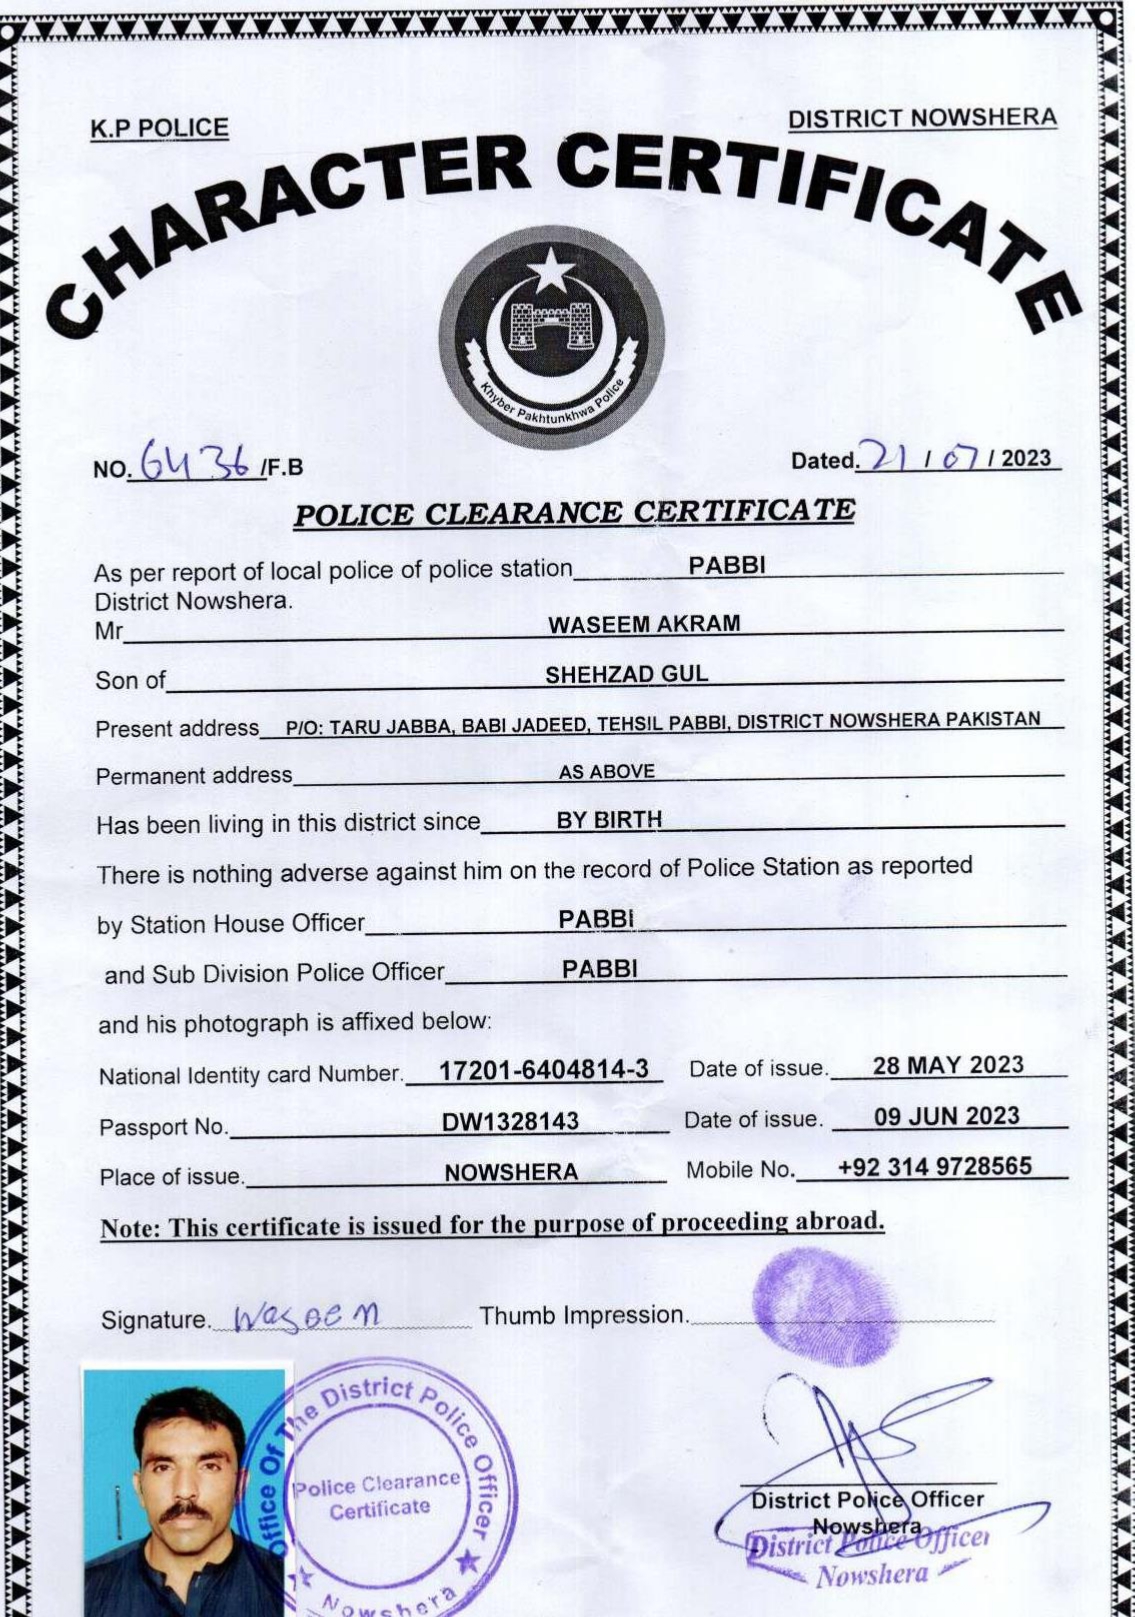 K.P POLICE
DISTRICT NOWSHERA
CHARACTER CERTIFICATE
Khyber Pakhtunkhwa Police
NO. 6436 /F.B
Dated. 21 / 07 / 2023
POLICE CLEARANCE CERTIFICATE
As per report of local police of police station PABBI
District Nowshera.
Mr WASEEM AKRAM
Son of SHEHZAD GUL
Present address P/O: TARU JABBA, BABI JADEED, TEHSIL PABBI, DISTRICT NOWSHERA PAKISTAN
Permanent address AS ABOVE
Has been living in this district since BY BIRTH
There is nothing adverse against him on the record of Police Station as reported
by Station House Officer PABBI
and Sub Division Police Officer PABBI
and his photograph is affixed below:
National Identity card Number. 17201-6404814-3 Date of issue. 28 MAY 2023
Passport No. DW1328143 Date of issue. 09 JUN 2023
Place of issue. NOWSHERA Mobile No. +92 314 9728565
Note: This certificate is issued for the purpose of proceeding abroad.
Signature. Waseem Thumb Impression.
Office Of The District Police Officer
Nowshera
Police Clearance
Certificate
District Police Officer
Nowshera
District Police Officer
Nowshera